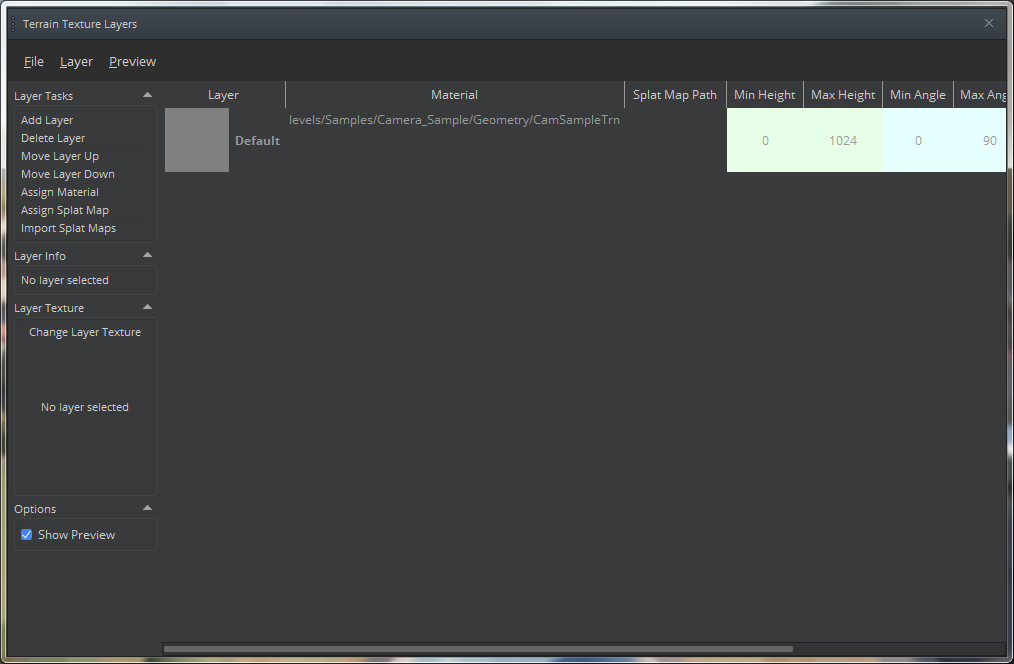 Terrain Texture Layers
File Layer Preview
Layer Tasks
Add Layer
Delete Layer
Move Layer Up
Move Layer Down
Assign Material
Assign Splat Map
Import Splat Maps
Layer Info
No layer selected
Layer Texture
Change Layer Texture
No layer selected
Options
Show Preview
Layer Material Splat Map Path Min Height Max Height Min Angle Max Ang
Default levels/Samples/Camera_Sample/Geometry/CamSampleTrn 0 1024 0 90